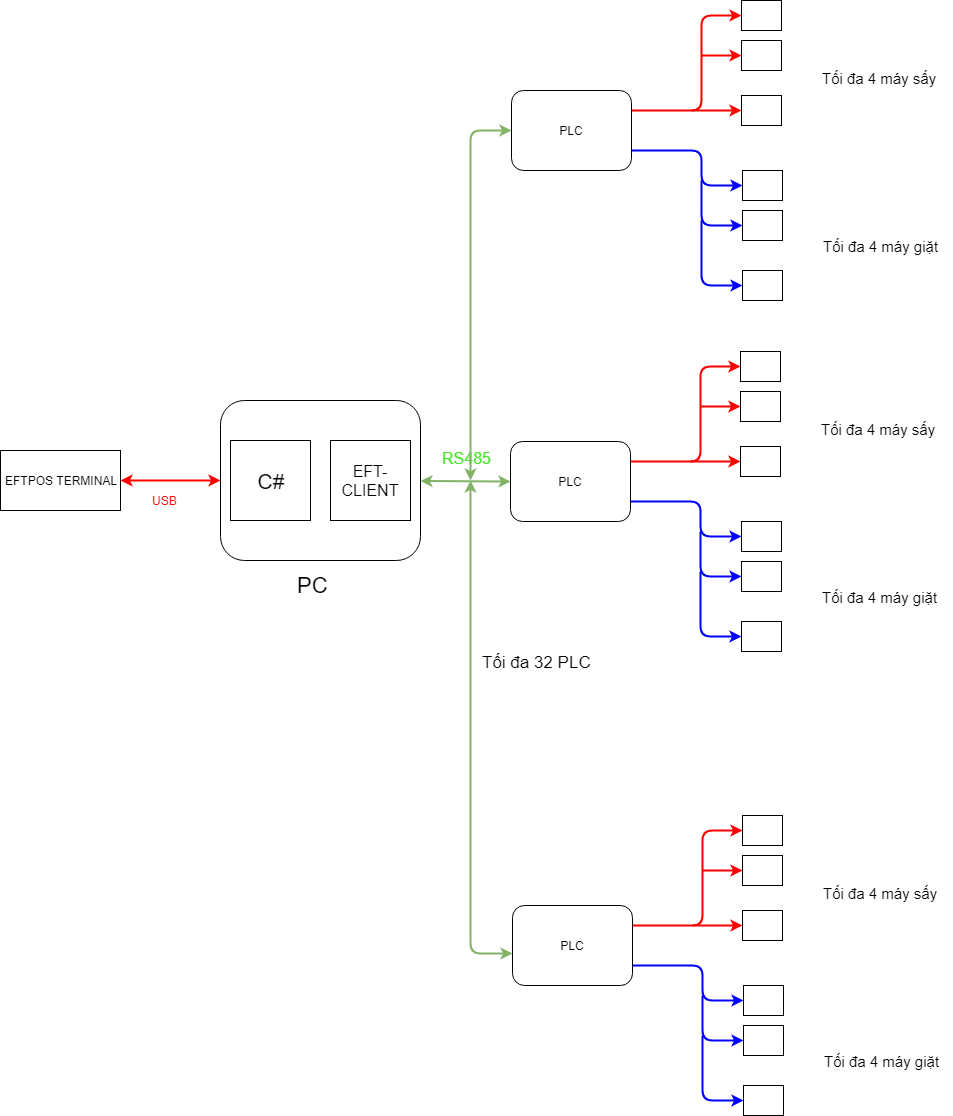 Tối đa 4 máy sấy
PLC
Tối đa 4 máy giặt
Tối đa 4 máy sấy
RS485
EFTPOS TERMINAL
USB
C#
EFT-
CLIENT
PLC
PC
Tối đa 4 máy giặt
Tối đa 32 PLC
Tối đa 4 máy sấy
PLC
Tối đa 4 máy giặt